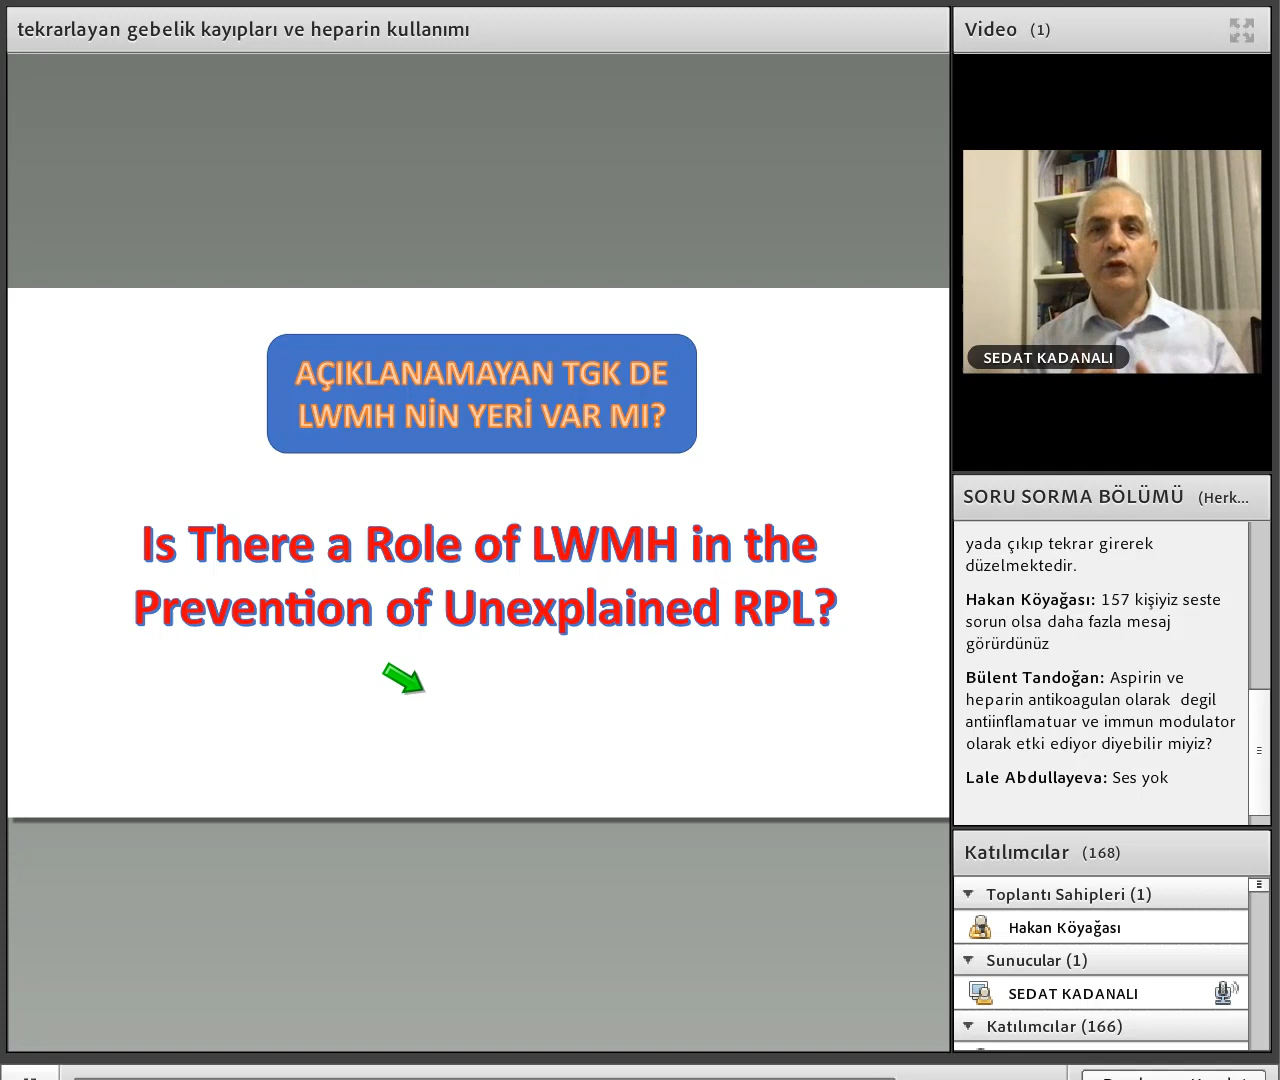 tekrarlayan gebelik kayıpları ve heparin kullanımı
AÇIKLANAMAYAN TGK DE
LWMH NİN YERİ VAR MI?
Is There a Role of LWMH in the
Prevention of Unexplained RPL?
Video (1)
SEDAT KADANALI
SORU SORMA BÖLÜMÜ (Herk...
yada çıkıp tekrar girerek
düzelmektedir.
Hakan Köyağası: 157 kişiyiz seste
sorun olsa daha fazla mesaj
görürdünüz
Bülent Tandoğan: Aspirin ve
heparin antikoagulan olarak degil
antiinflamatuar ve immun modulator
olarak etki ediyor diyebilir miyiz?
Lale Abdullayeva: Ses yok
Katılımcılar (168)
Toplantı Sahipleri (1)
Hakan Köyağası
Sunucular (1)
SEDAT KADANALI
Katılımcılar (166)